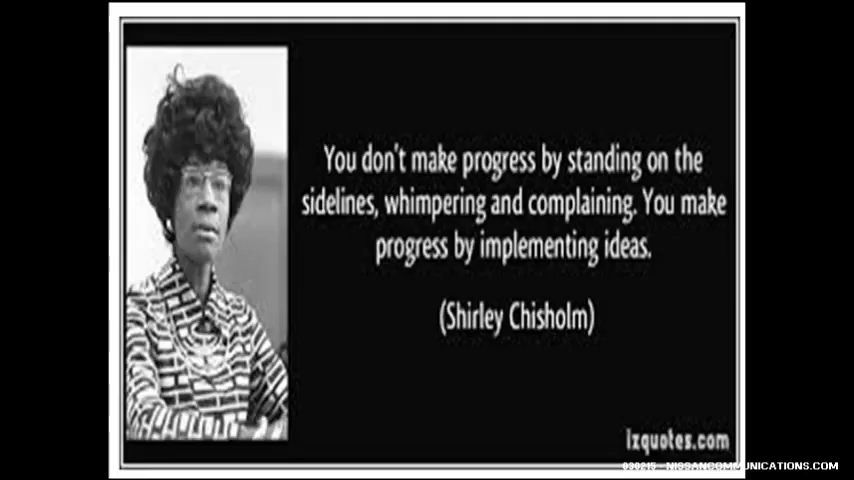 You don't make progress by standing on the
sidelines, whimpering and complaining. You make
progress by implementing ideas.
(Shirley Chisholm)
Izquotes.com
030215 - NISSANCOMMUNICATIONS.COM